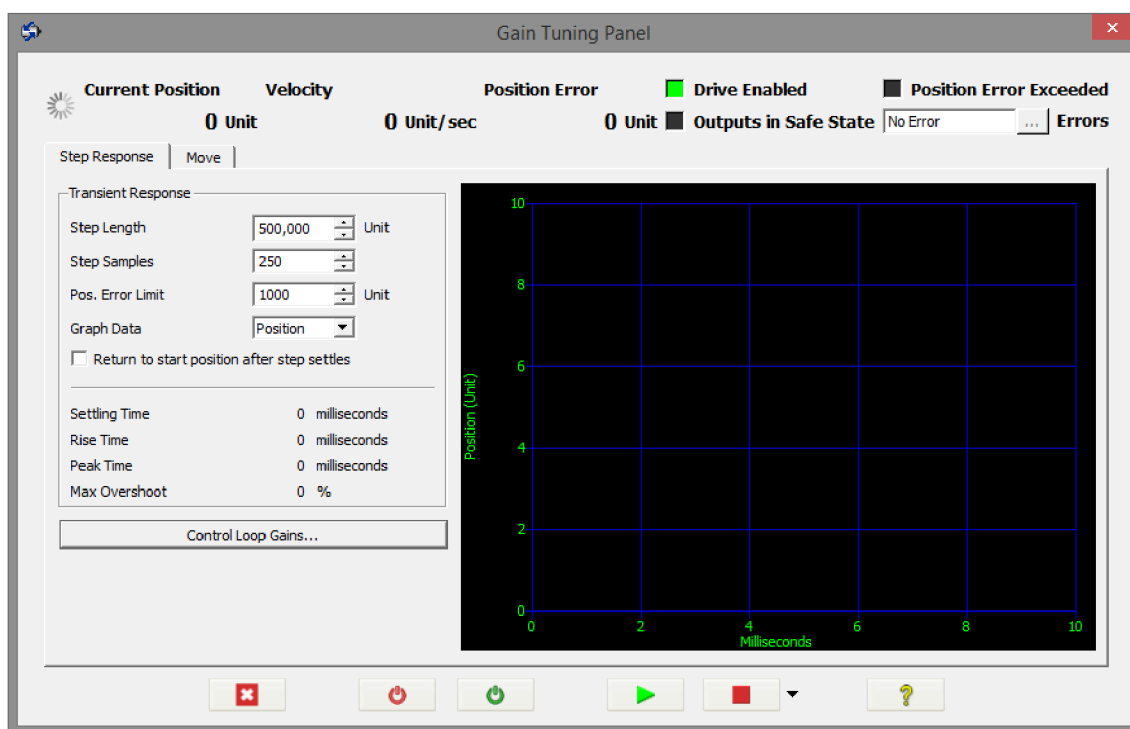 Gain Tuning Panel
Current Position Velocity Position Error Drive Enabled Position Error Exceeded
0 Unit 0 Unit/sec 0 Unit Outputs in Safe State No Error ... Errors
Step Response Move
Transient Response
Step Length 500,000 Unit
Step Samples 250
Pos. Error Limit 1000 Unit
Graph Data Position
Return to start position after step settles
Settling Time 0 milliseconds
Rise Time 0 milliseconds
Peak Time 0 milliseconds
Max Overshoot 0 %
Control Loop Gains...
Position (Unit)
10
8
6
4
2
0
0 2 4 6 8 10
Milliseconds